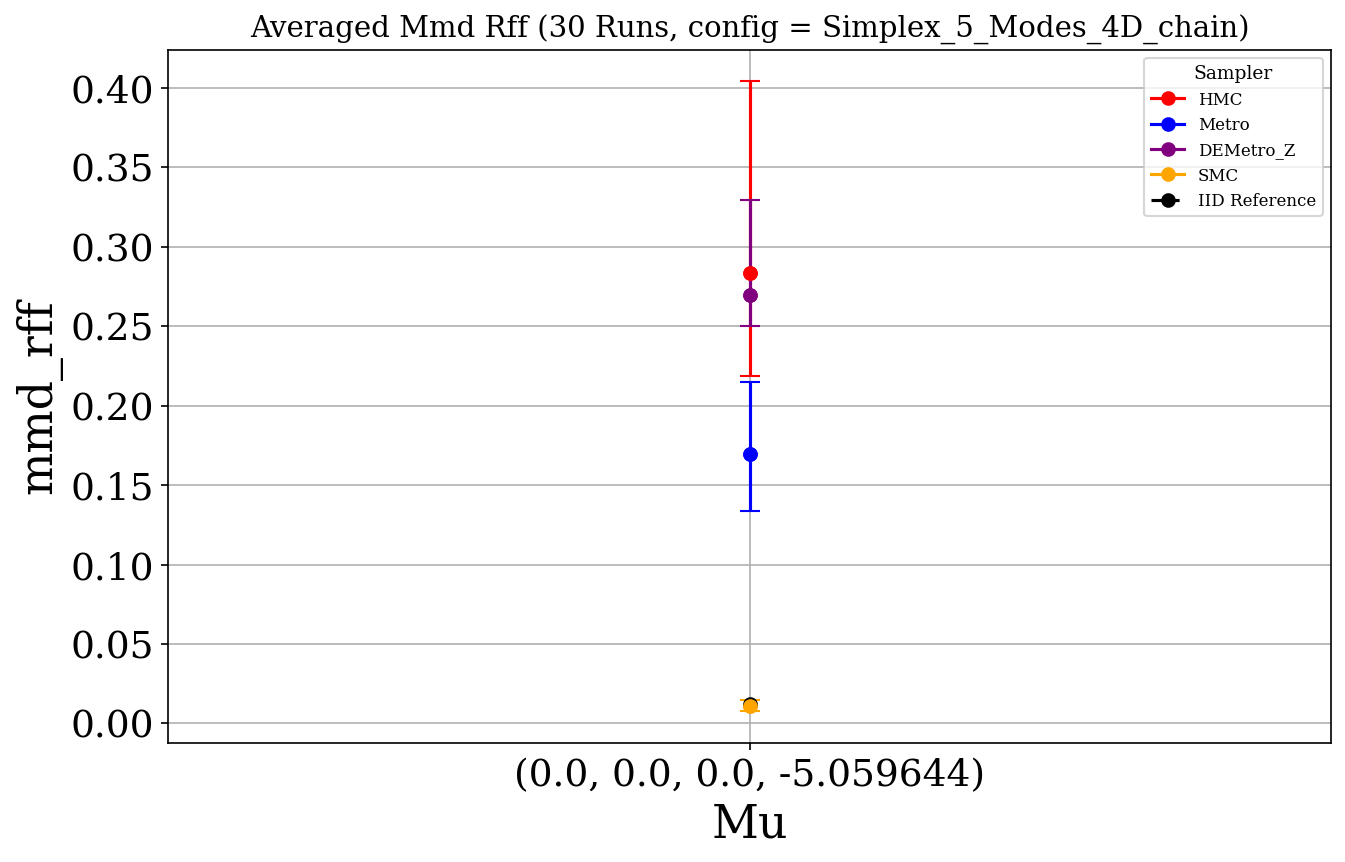 Averaged Mmd Rff (30 Runs, config = Simplex_5_Modes_4D_chain)
Sampler
HMC
Metro
DEMetro_Z
SMC
IID Reference
0.40
0.35
0.30
0.25
0.20
0.15
0.10
0.05
0.00
mmd_rff
(0.0, 0.0, 0.0, -5.059644)
Mu